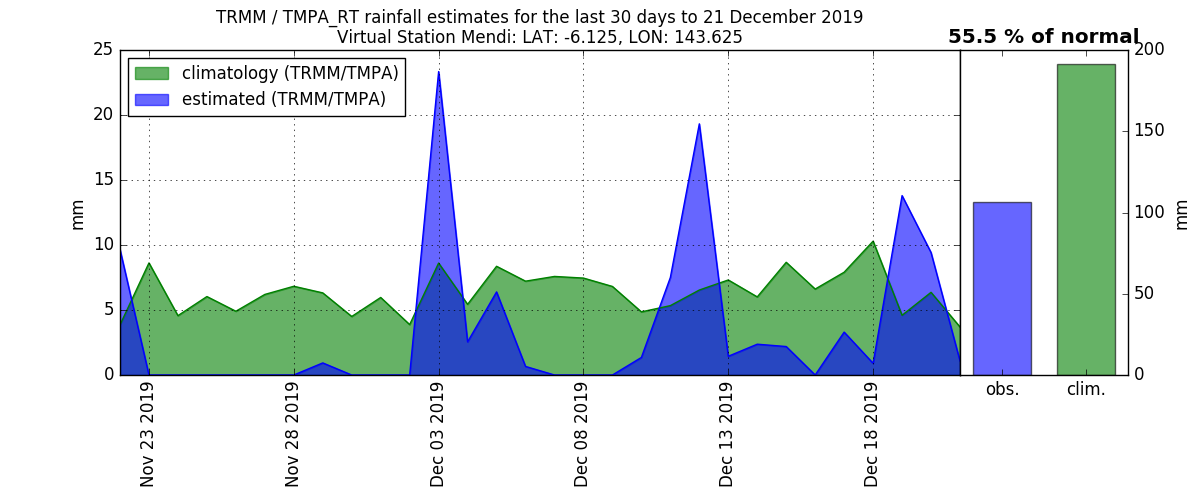 TRMM / TMPA_RT rainfall estimates for the last 30 days to 21 December 2019
Virtual Station Mendi: LAT: -6.125, LON: 143.625
55.5 % of normal
climatology (TRMM/TMPA)
estimated (TRMM/TMPA)
25
20
15
10
5
0
mm
Nov 23 2019
Nov 28 2019
Dec 03 2019
Dec 08 2019
Dec 13 2019
Dec 18 2019
200
150
100
50
0
mm
obs.
clim.